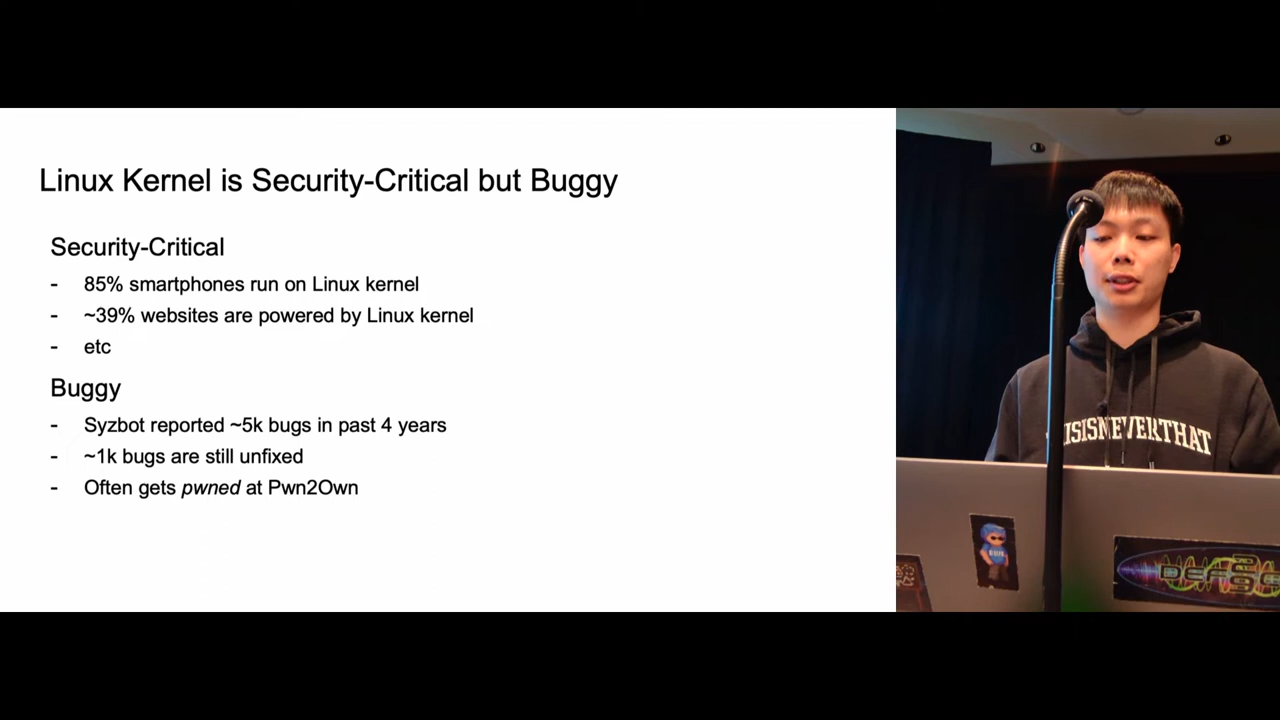 Linux Kernel is Security-Critical but Buggy
Security-Critical
- 85% smartphones run on Linux kernel
- ~39% websites are powered by Linux kernel
- etc
Buggy
- Syzbot reported ~5k bugs in past 4 years
- ~1k bugs are still unfixed
- Often gets pwned at Pwn2Own